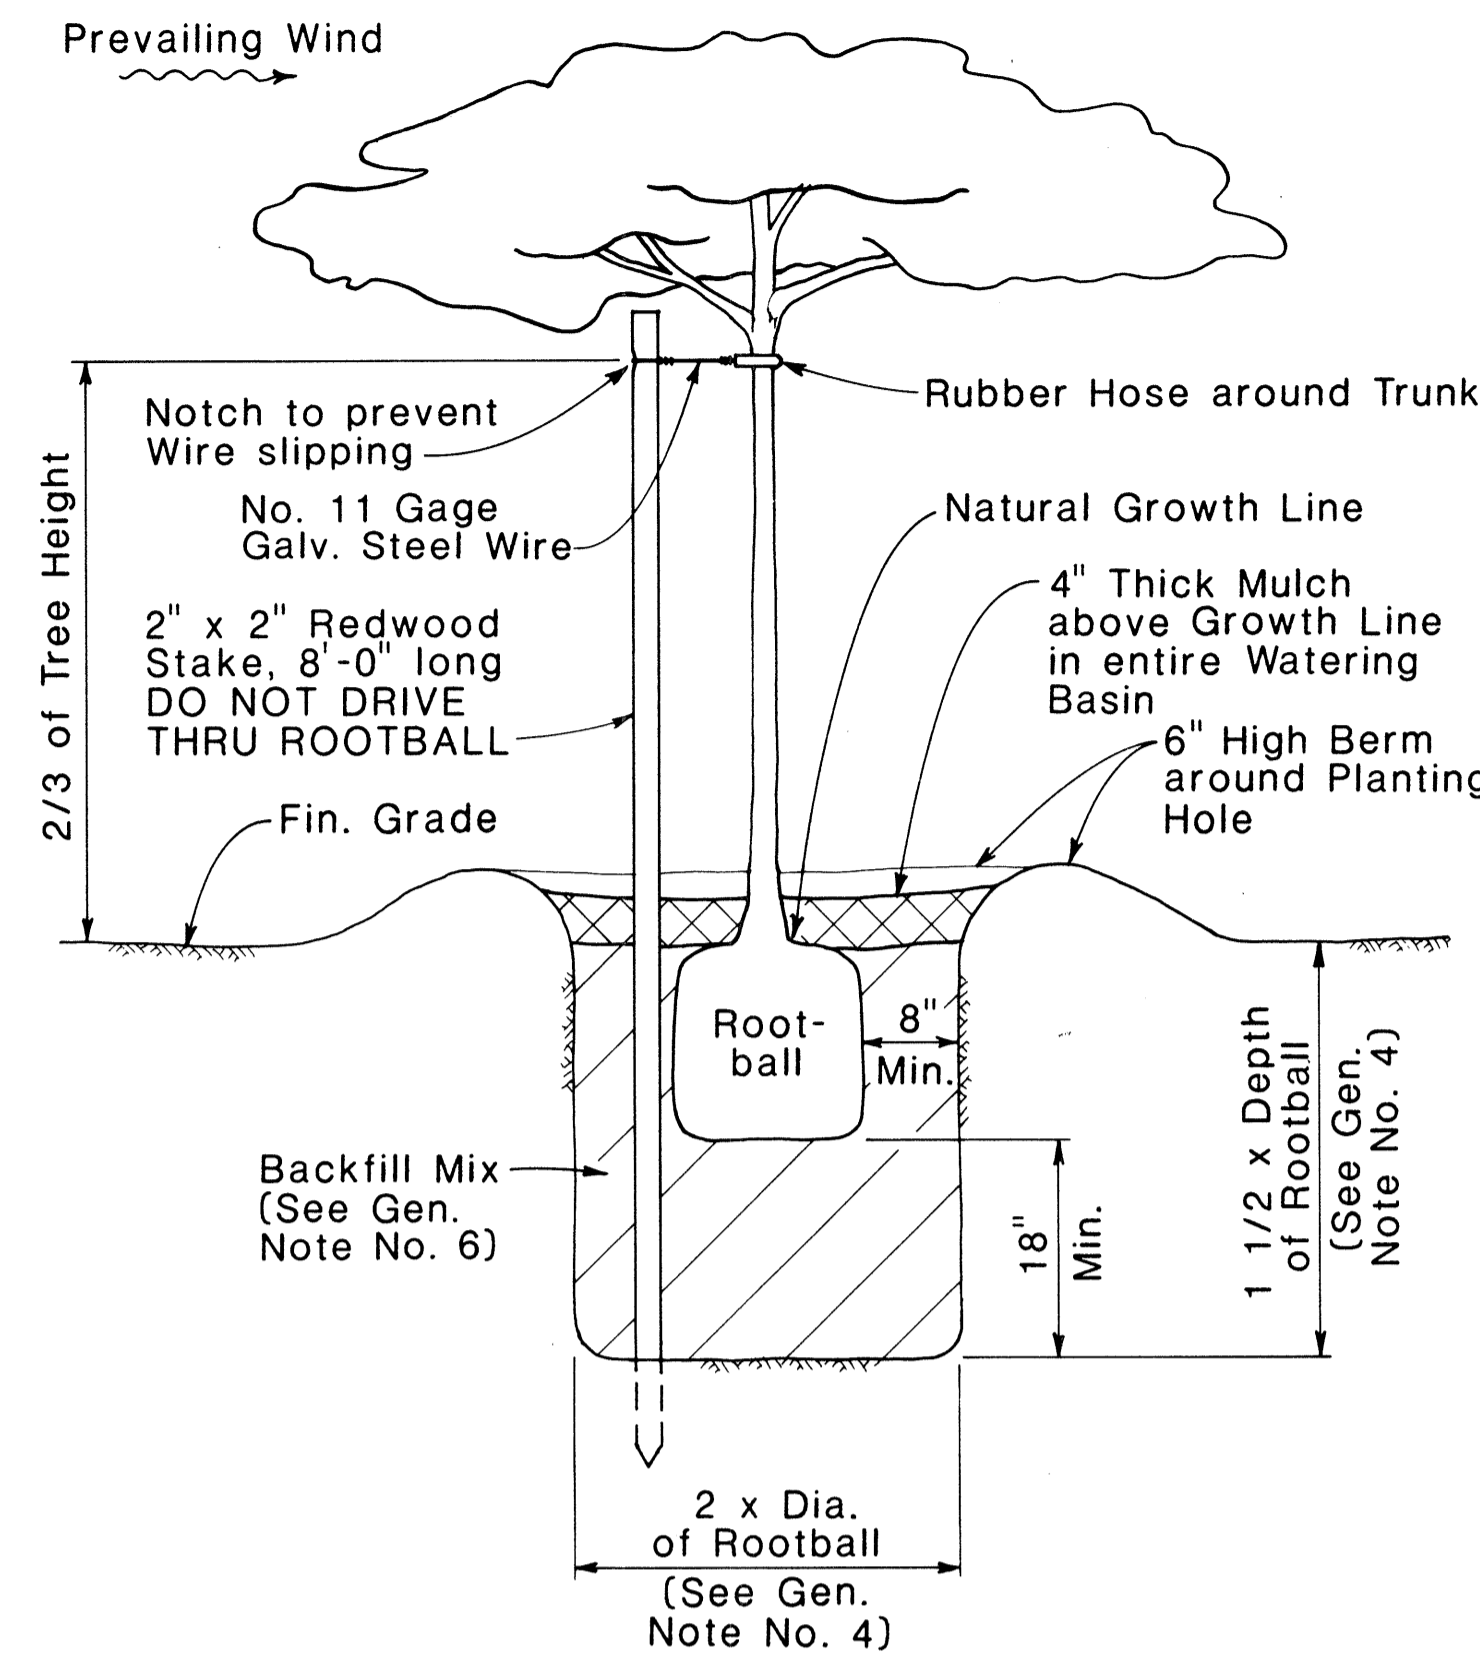 Prevailing Wind
Notch to prevent
Wire slipping
Rubber Hose around Trunk
No. 11 Gage
Galv. Steel Wire
Natural Growth Line
2/3 of Tree Height
2" x 2" Redwood
Stake, 8'-0" long
DO NOT DRIVE
THRU ROOTBALL
4" Thick Mulch
above Growth Line
in entire Watering
Basin
6" High Berm
around Planting
Hole
Fin. Grade
Root-
ball
8"
Min.
Backfill Mix
(See Gen.
Note No. 6)
18"
Min.
1 1/2 x Depth
of Rootball
(See Gen.
Note No. 4)
2 x Dia.
of Rootball
(See Gen.
Note No. 4)